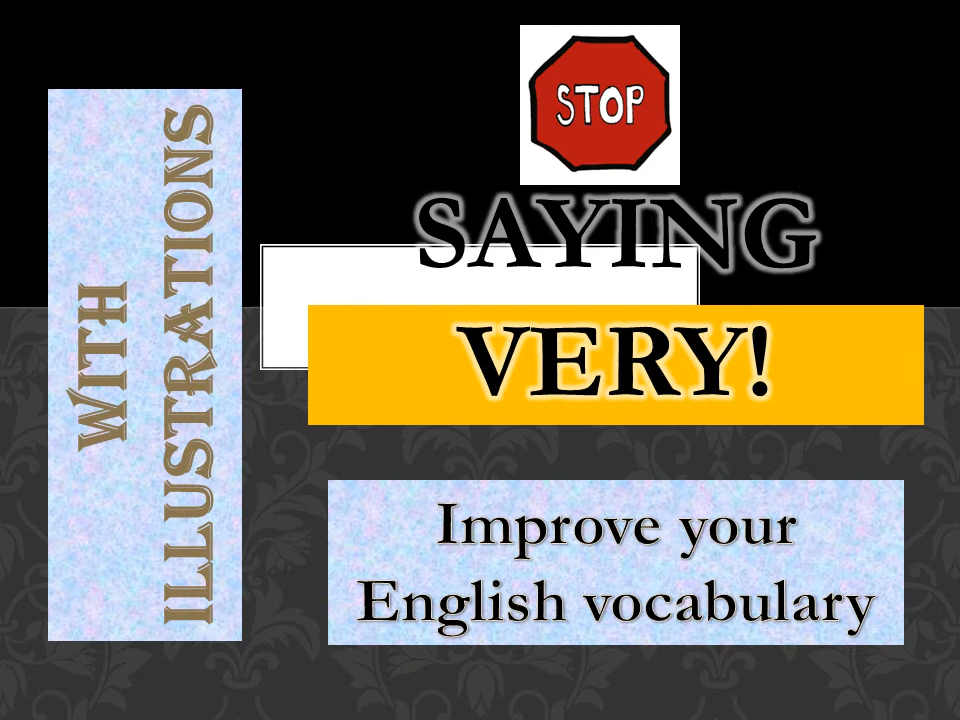 STOP
SAYING
VERY!
WITH
ILLUSTRATIONS
Improve your
English vocabulary